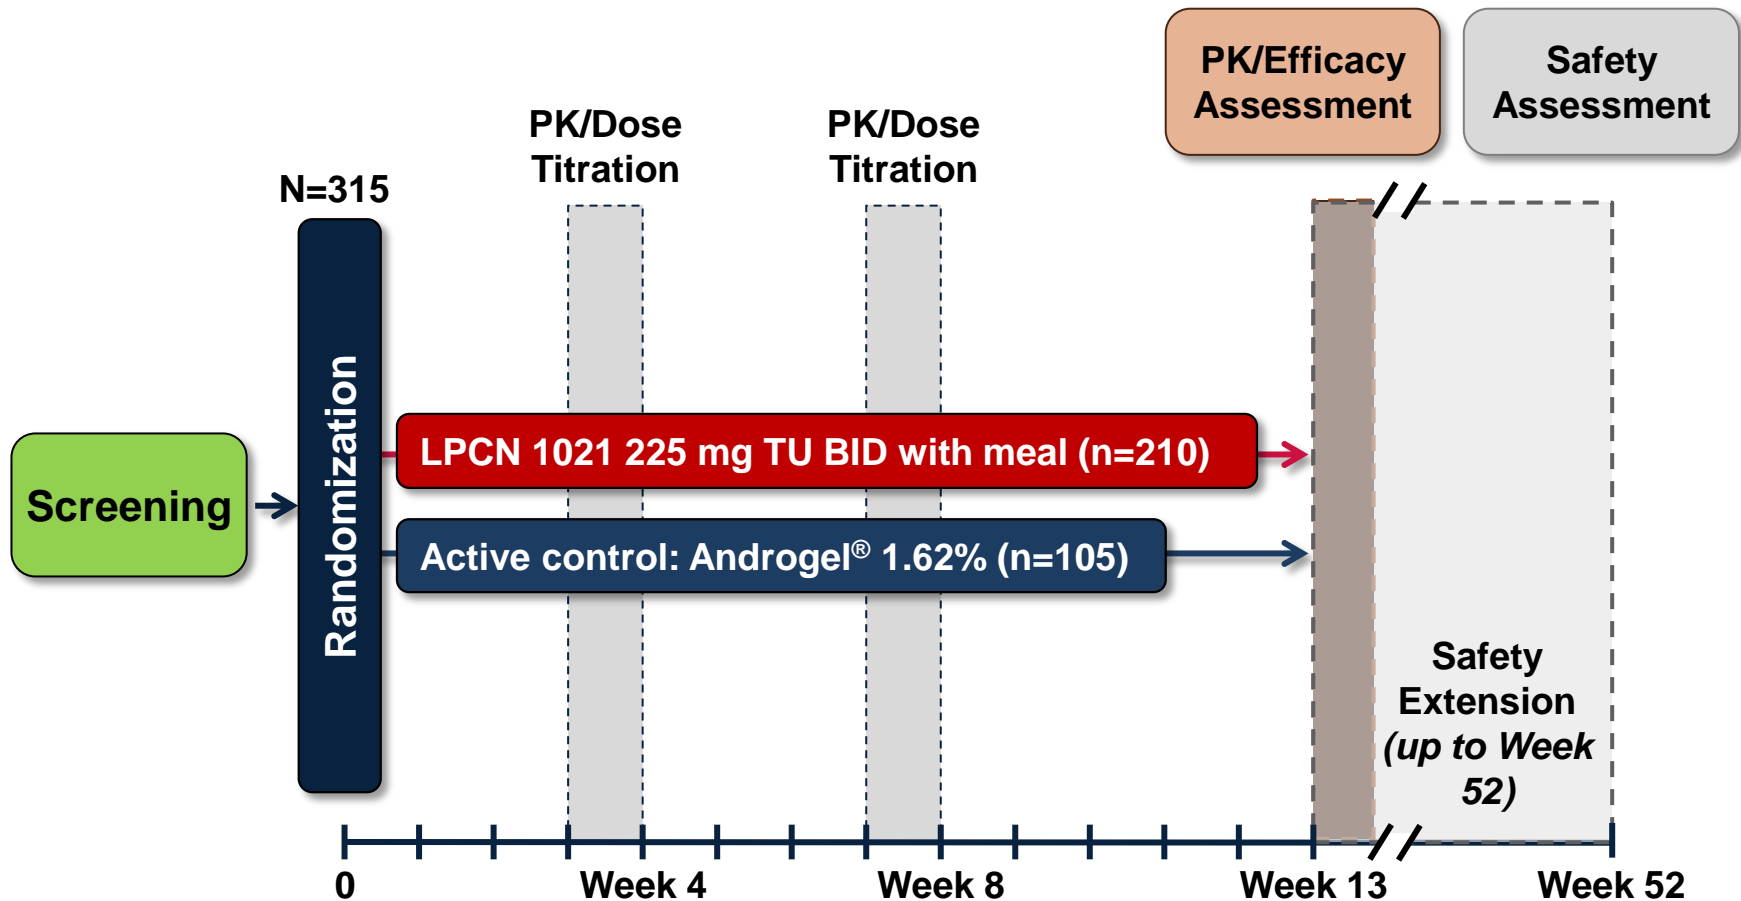 PK/Efficacy
Assessment
Safety
Assessment
PK/Dose
Titration
PK/Dose
Titration
N=315
Randomization
Screening
LPCN 1021 225 mg TU BID with meal (n=210)
Active control: Androgel® 1.62% (n=105)
Safety
Extension
(up to Week
52)
0
Week 4
Week 8
Week 13
Week 52